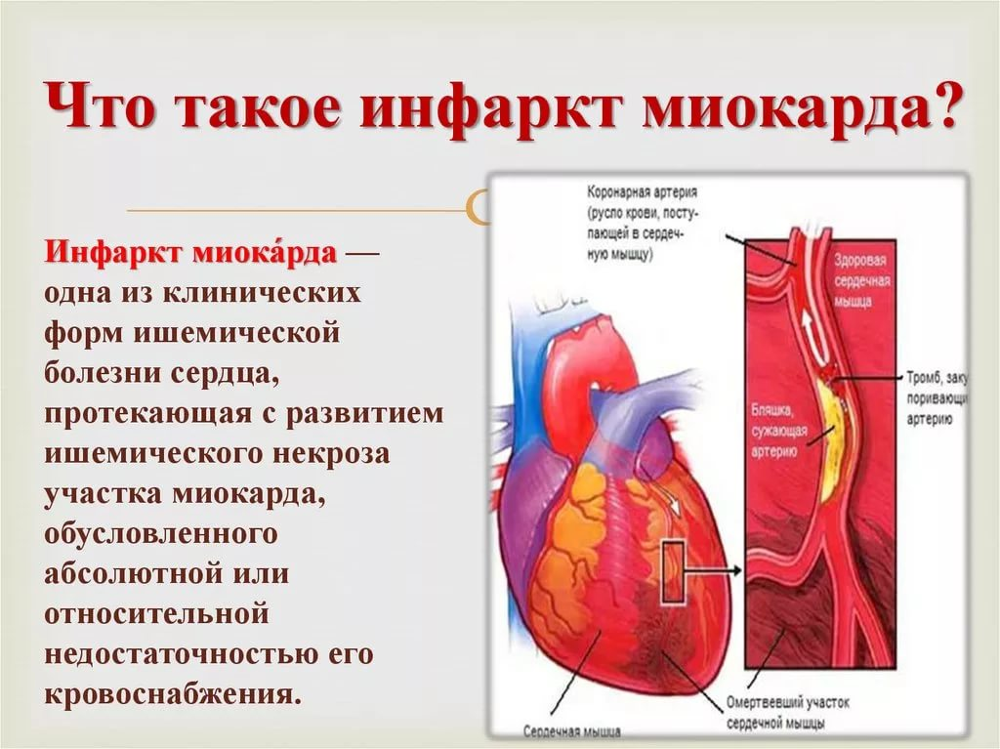 Что такое инфаркт миокарда?
Инфаркт миока́рда —
одна из клинических
форм ишемической
болезни сердца,
протекающая с развитием
ишемического некроза
участка миокарда,
обусловленного
абсолютной или
относительной
недостаточностью его
кровоснабжения.
Коронарная артерия
(русло крови, посту-
пающей в сердеч-
ную мышцу)
Здоровая
сердечная
мышца
Тромб, заку
поривающи
артерию
Бляшка,
сужающая
артерию
Омертвевший участок
сердечной мышцы
Сердечная мышца